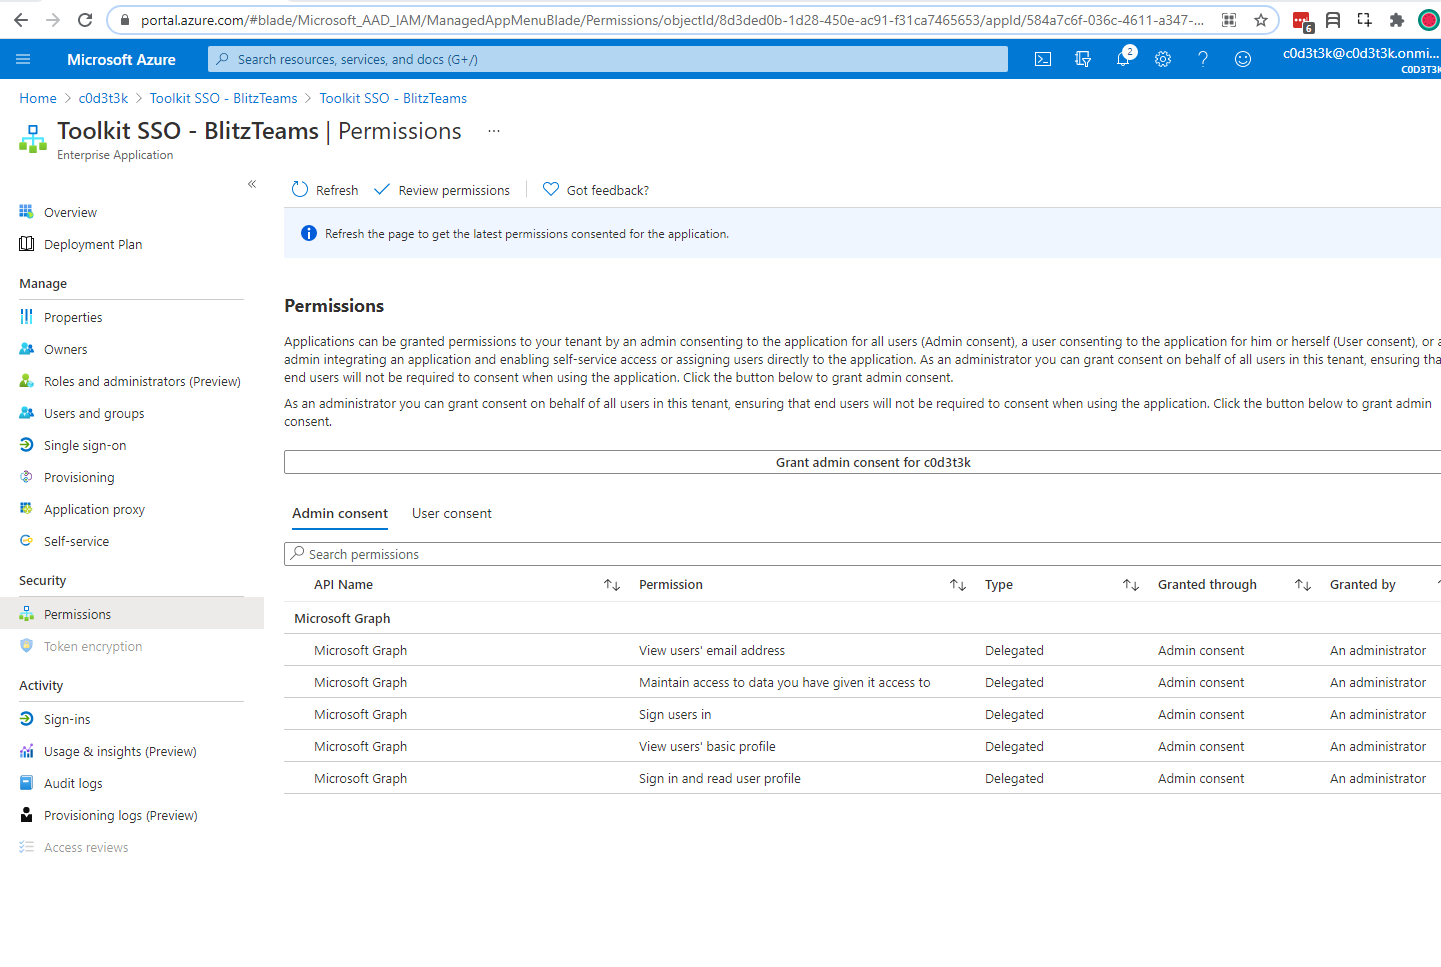 portal.azure.com/#blade/Microsoft_AAD_IAM/ManagedAppMenuBlade/Permissions/objectId/8d3ded0b-1d28-450e-ac91-f31ca7465653/appId/584a7c6f-036c-4611-a347-...
6
Microsoft Azure
Search resources, services, and docs (G+/)
2
c0d3t3k@c0d3t3k.onmi...
C0D3T3K
Home > c0d3t3k > Toolkit SSO - BlitzTeams > Toolkit SSO - BlitzTeams
Toolkit SSO - BlitzTeams | Permissions ...
Enterprise Application
«
Overview
Deployment Plan
Manage
Properties
Owners
Roles and administrators (Preview)
Users and groups
Single sign-on
Provisioning
Application proxy
Self-service
Security
Permissions
Token encryption
Activity
Sign-ins
Usage & insights (Preview)
Audit logs
Provisioning logs (Preview)
Access reviews
Refresh Review permissions Got feedback?
Refresh the page to get the latest permissions consented for the application.
Permissions
Applications can be granted permissions to your tenant by an admin consenting to the application for all users (Admin consent), a user consenting to the application for him or herself (User consent), or a
admin integrating an application and enabling self-service access or assigning users directly to the application. As an administrator you can grant consent on behalf of all users in this tenant, ensuring tha
end users will not be required to consent when using the application. Click the button below to grant admin consent.
As an administrator you can grant consent on behalf of all users in this tenant, ensuring that end users will not be required to consent when using the application. Click the button below to grant admin
consent.
Grant admin consent for c0d3t3k
Admin consent User consent
Search permissions
API Name Permission Type Granted through Granted by
Microsoft Graph
Microsoft Graph View users' email address Delegated Admin consent An administrator
Microsoft Graph Maintain access to data you have given it access to Delegated Admin consent An administrator
Microsoft Graph Sign users in Delegated Admin consent An administrator
Microsoft Graph View users' basic profile Delegated Admin consent An administrator
Microsoft Graph Sign in and read user profile Delegated Admin consent An administrator